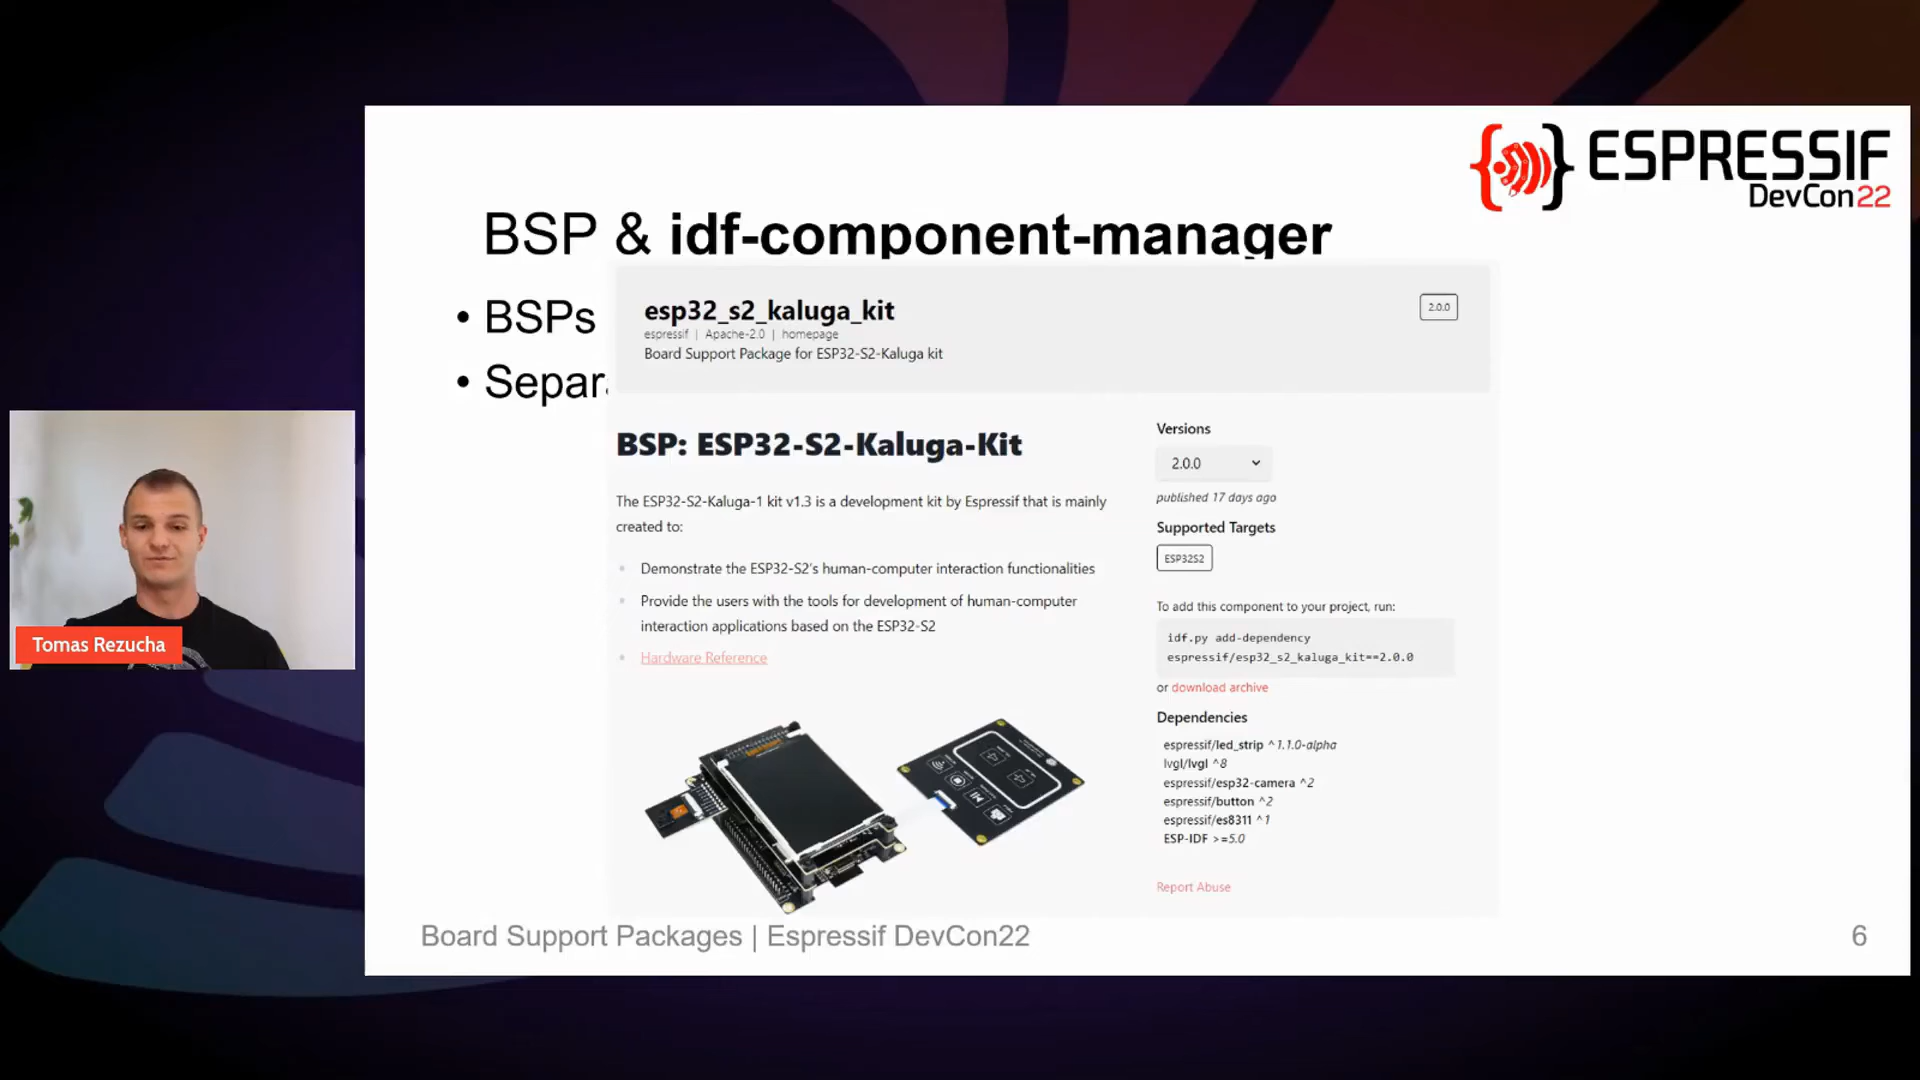 ESPRESSIF
DevCon22
BSP & idf-component-manager
• BSPs
• Separa
esp32_s2_kaluga_kit
espressif | Apache-2.0 | homepage
Board Support Package for ESP32-S2-Kaluga kit
2.0.0
BSP: ESP32-S2-Kaluga-Kit
The ESP32-S2-Kaluga-1 kit v1.3 is a development kit by Espressif that is mainly
created to:
Demonstrate the ESP32-S2's human-computer interaction functionalities
Provide the users with the tools for development of human-computer
interaction applications based on the ESP32-S2
Hardware Reference
Versions
2.0.0
published 17 days ago
Supported Targets
ESP32S2
To add this component to your project, run:
idf.py add-dependency
espressif/esp32_s2_kaluga_kit==2.0.0
or download archive
Dependencies
espressif/led_strip ^1.1.0-alpha
lvgl/lvgl ^8
espressif/esp32-camera ^2
espressif/button ^2
espressif/es8311 ^1
ESP-IDF >=5.0
Report Abuse
Tomas Rezucha
Board Support Packages | Espressif DevCon22
6